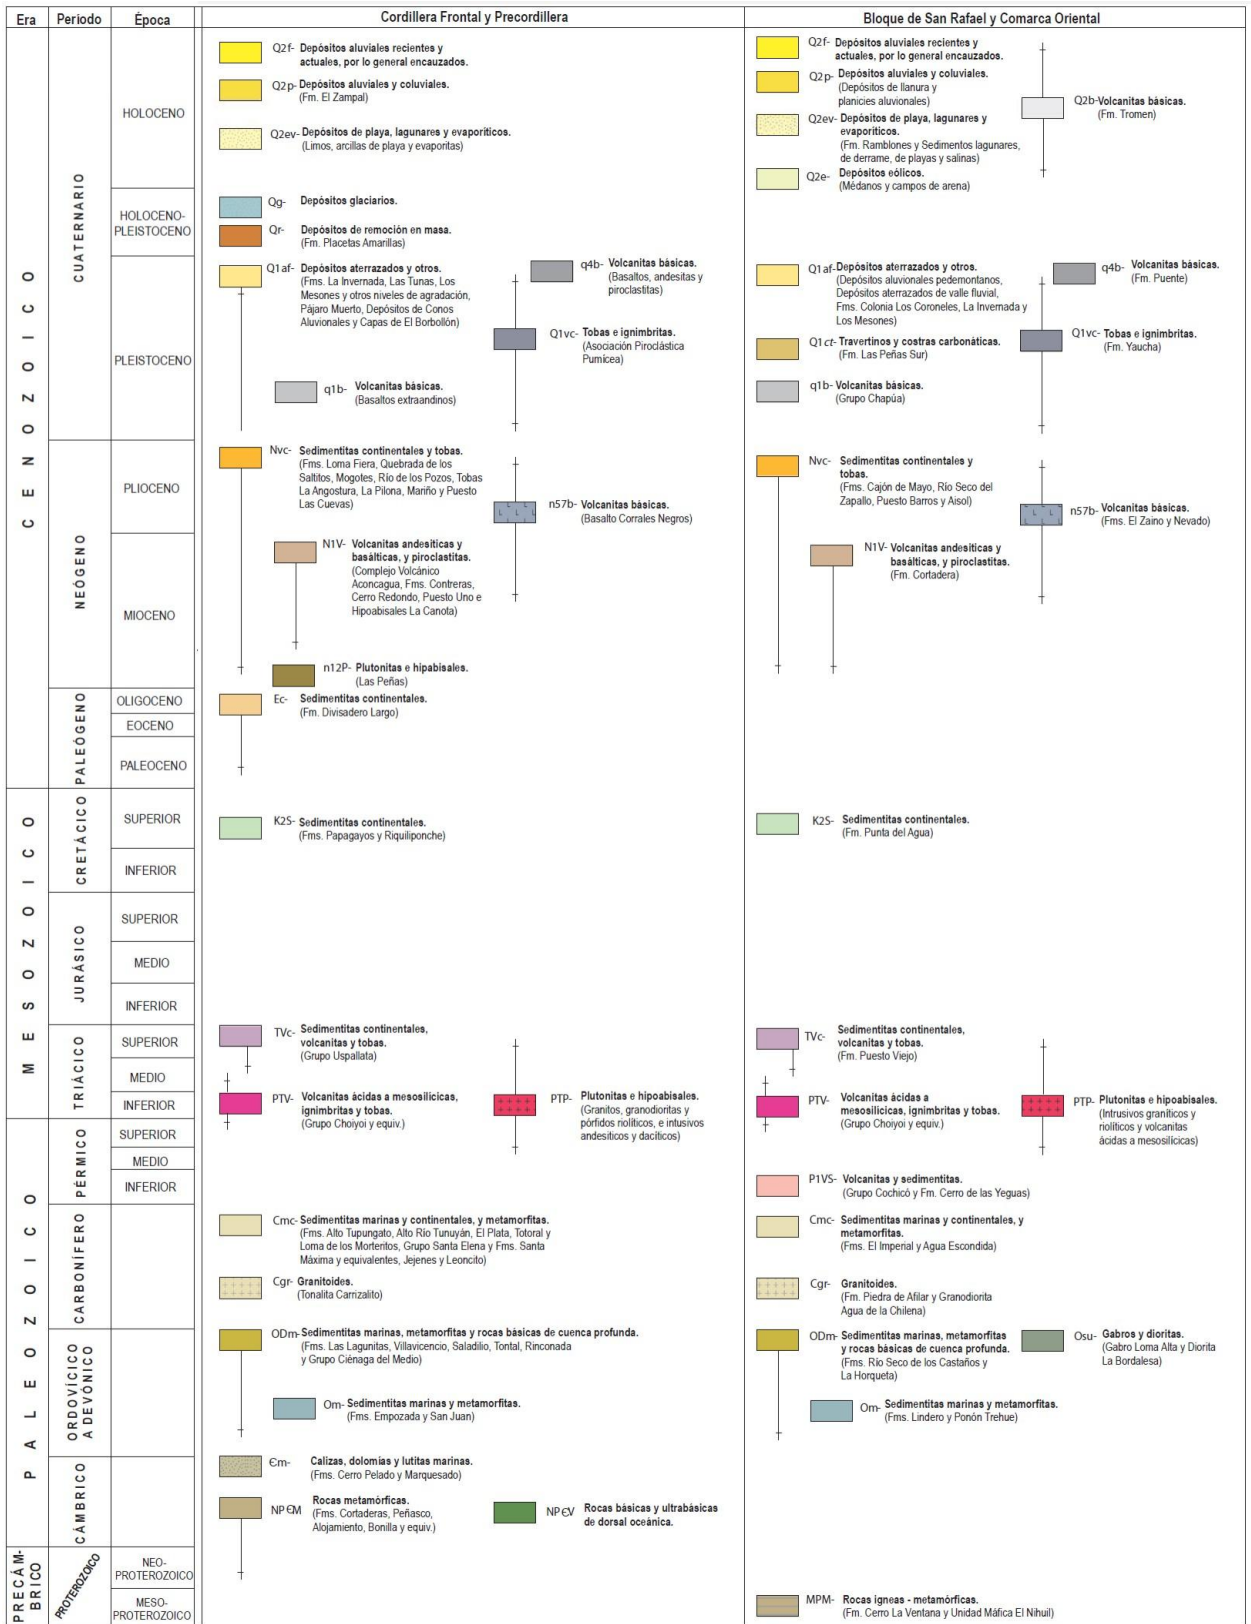 Era
Período
Época
Cordillera Frontal y Precordillera
Bloque de San Rafael y Comarca Oriental
CENOZOICO
CUATERNARIO
HOLOCENO
HOLOCENO-
PLEISTOCENO
PLEISTOCENO
NEÓGENO
PLIOCENO
MIOCENO
PALEÓGENO
OLIGOCENO
EOCENO
PALEOCENO
MESOZOICO
CRETÁCICO
SUPERIOR
INFERIOR
JURÁSICO
SUPERIOR
MEDIO
INFERIOR
TRIÁCICO
SUPERIOR
MEDIO
INFERIOR
PALEOZOICO
PÉRMICO
SUPERIOR
MEDIO
INFERIOR
CARBONÍFERO
ORDOVÍCICO
A DEVÓNICO
CÁMBRICO
PRECÁM-
BRICO
PROTEROZOICO
NEO-
PROTEROZOICO
MESO-
PROTEROZOICO
Q2f- Depósitos aluviales recientes y
actuales, por lo general encauzados.
Q2p- Depósitos aluviales y coluviales.
(Fm. El Zampal)
Q2ev- Depósitos de playa, lagunares y evaporíticos.
(Limos, arcillas de playa y evaporitas)
Qg- Depósitos glaciarios.
Qr- Depósitos de remoción en masa.
(Fm. Placetas Amarillas)
Q1af- Depósitos aterrazados y otros.
(Fms. La Invernada, Las Tunas, Los
Mesones y otros niveles de agradación,
Pájaro Muerto, Depósitos de Conos
Aluvionales y Capas de El Borbollón)
q4b- Volcanitas básicas.
(Basaltos, andesitas y
piroclastitas)
Q1vc- Tobas e ignimbritas.
(Asociación Piroclástica
Pumícea)
q1b- Volcanitas básicas.
(Basaltos extraandinos)
Nvc- Sedimentitas continentales y tobas.
(Fms. Loma Fiera, Quebrada de los
Saltitos, Mogotes, Río de los Pozos, Tobas
La Angostura, La Pilona, Mariño y Puesto
Las Cuevas)
n57b- Volcanitas básicas.
(Basalto Corrales Negros)
N1V- Volcanitas andesíticas y
basálticas, y piroclastitas.
(Complejo Volcánico
Aconcagua, Fms. Contreras,
Cerro Redondo, Puesto Uno e
Hipoabisales La Canota)
n12P- Plutonitas e hipabisales.
(Las Peñas)
Ec- Sedimentitas continentales.
(Fm. Divisadero Largo)
K2S- Sedimentitas continentales.
(Fms. Papagayos y Riquiliponche)
TVc- Sedimentitas continentales,
volcanitas y tobas.
(Grupo Uspallata)
PTV- Volcanitas ácidas a mesosilícicas,
ignimbritas y tobas.
(Grupo Choiyoi y equiv.)
PTP- Plutonitas e hipoabisales.
(Granitos, granodioritas y
pórfidos riolíticos, e intrusivos
andesíticos y dacíticos)
Cmc- Sedimentitas marinas y continentales, y metamorfitas.
(Fms. Alto Tupungato, Alto Río Tunuyán, El Plata, Totoral y
Loma de los Morteritos, Grupo Santa Elena y Fms. Santa
Máxima y equivalentes, Jejenes y Leoncito)
Cgr- Granitoides.
(Tonalita Carrizalito)
ODm- Sedimentitas marinas, metamorfitas y rocas básicas de cuenca profunda.
(Fms. Las Lagunitas, Villavicencio, Saladilio, Tontal, Rinconada
y Grupo Ciénaga del Medio)
Om- Sedimentitas marinas y metamorfitas.
(Fms. Empozada y San Juan)
Єm- Calizas, dolomías y lutitas marinas.
(Fms. Cerro Pelado y Marquesado)
NPЄM Rocas metamórficas.
(Fms. Cortaderas, Peñasco,
Alojamiento, Bonilla y equiv.)
NPЄV Rocas básicas y ultrabásicas
de dorsal oceánica.
Q2f- Depósitos aluviales recientes y
actuales, por lo general encauzados.
Q2p- Depósitos aluviales y coluviales.
(Depósitos de llanura y
planicies aluvionales)
Q2b- Volcanitas básicas.
(Fm. Tromen)
Q2ev- Depósitos de playa, lagunares y
evaporíticos.
(Fm. Ramblones y Sedimentos lagunares,
de derrame, de playas y salinas)
Q2e- Depósitos eólicos.
(Médanos y campos de arena)
Q1af- Depósitos aterrazados y otros.
(Depósitos aluvionales pedemontanos,
Depósitos aterrazados de valle fluvial,
Fms. Colonia Los Coroneles, La Invernada y
Los Mesones)
q4b- Volcanitas básicas.
(Fm. Puente)
Q1vc- Tobas e ignimbritas.
(Fm. Yaucha)
Q1ct- Travertinos y costras carbonáticas.
(Fm. Las Peñas Sur)
q1b- Volcanitas básicas.
(Grupo Chapúa)
Nvc- Sedimentitas continentales y
tobas.
(Fms. Cajón de Mayo, Río Seco del
Zapallo, Puesto Barros y Aisol)
n57b- Volcanitas básicas.
(Fms. El Zaino y Nevado)
N1V- Volcanitas andesíticas y
basálticas, y piroclastitas.
(Fm. Cortadera)
K2S- Sedimentitas continentales.
(Fm. Punta del Agua)
TVc- Sedimentitas continentales,
volcanitas y tobas.
(Fm. Puesto Viejo)
PTV- Volcanitas ácidas a
mesosilícicas, ignimbritas y tobas.
(Grupo Choiyoi y equiv.)
PTP- Plutonitas e hipoabisales.
(Intrusivos graníticos y
riolíticos y volcanitas
ácidas a mesosilícicas)
P1VS- Volcanitas y sedimentitas.
(Grupo Cochicó y Fm. Cerro de las Yeguas)
Cmc- Sedimentitas marinas y continentales, y
metamorfitas.
(Fms. El Imperial y Agua Escondida)
Cgr- Granitoides.
(Fm. Piedra de Afilar y Granodiorita
Agua de la Chilena)
ODm- Sedimentitas marinas, metamorfitas
y rocas básicas de cuenca profunda.
(Fms. Río Seco de los Castaños y
La Horqueta)
Osu- Gabros y dioritas.
(Gabro Loma Alta y Diorita
La Bordalesa)
Om- Sedimentitas marinas y metamorfitas.
(Fms. Lindero y Ponón Trehue)
MPM- Rocas ígneas - metamórficas.
(Fm. Cerro La Ventana y Unidad Máfica El Nihuil)